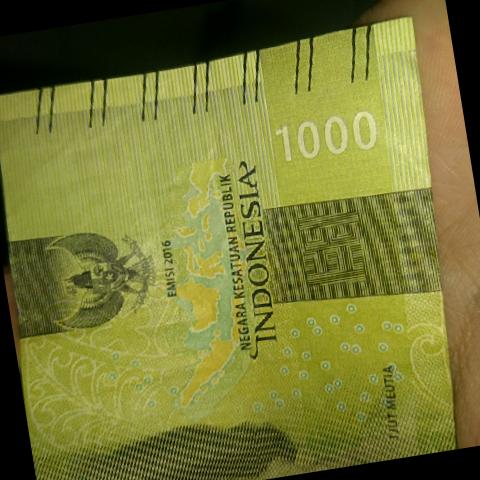 1000
EMISI 2016
NEGARA KESATUAN REPUBLIK
INDONESIA
TJUT MEUTIA